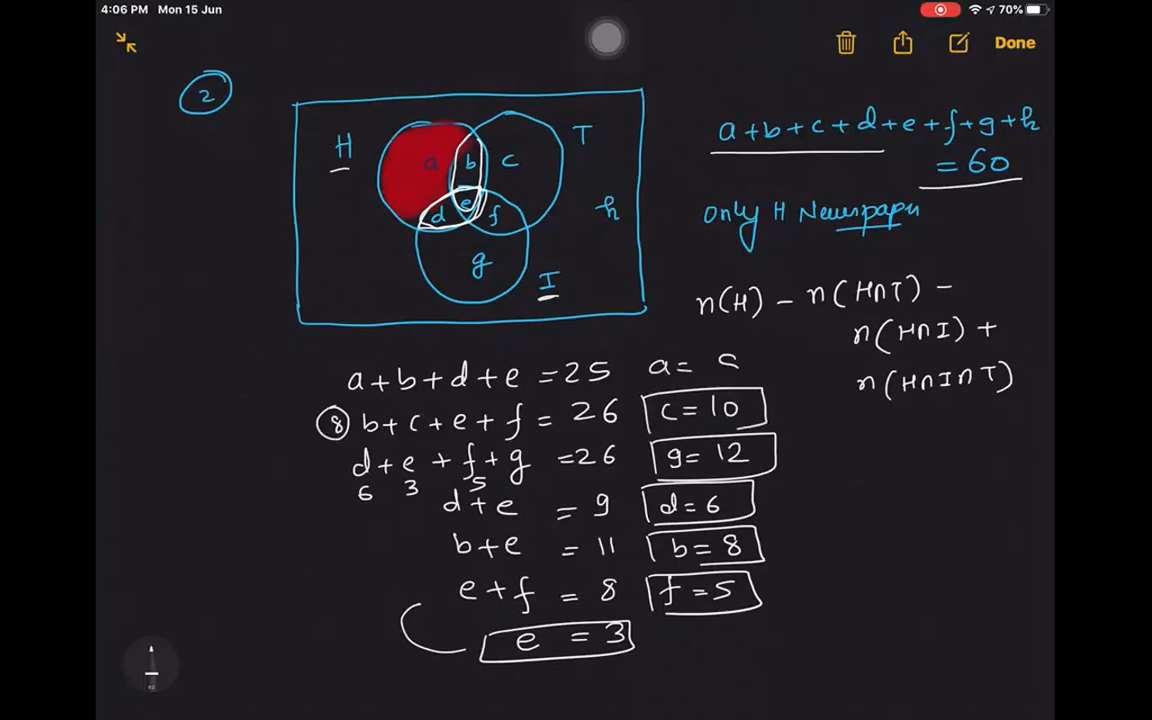 4:06 PM Mon 15 Jun
70%
Done
2
H
T
a
b
c
d
e
f
g
h
I
a+b+c+d+e+f+g+h
=60
only H Newspaper
n(H) - n(H∩T) -
n(H∩I) +
n(H∩I∩T)
a+b+d+e =25
a=
8 b+c+e+f = 26
c=10
d+e +f+g =26
g=12
6 3 5
d+e = 9
d=6
b+e = 11
b=8
e+f = 8
f=5
e =3